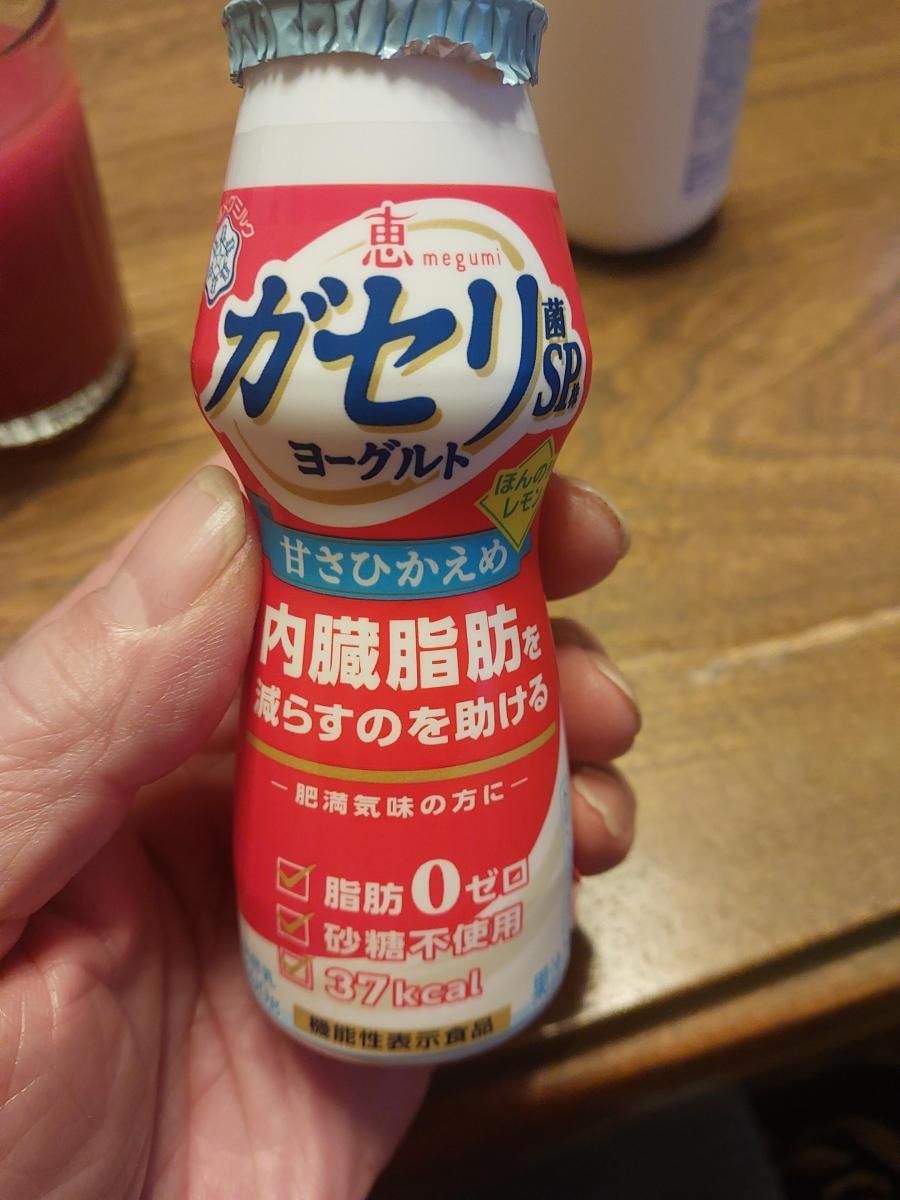 恵 megumi
ガセリ菌
SP株
ヨーグルト
ほんのり
レモン
甘さひかえめ
内臓脂肪を
減らすのを助ける
肥満気味の方に
脂肪0ゼロ
砂糖不使用
37kcal
機能性表示食品